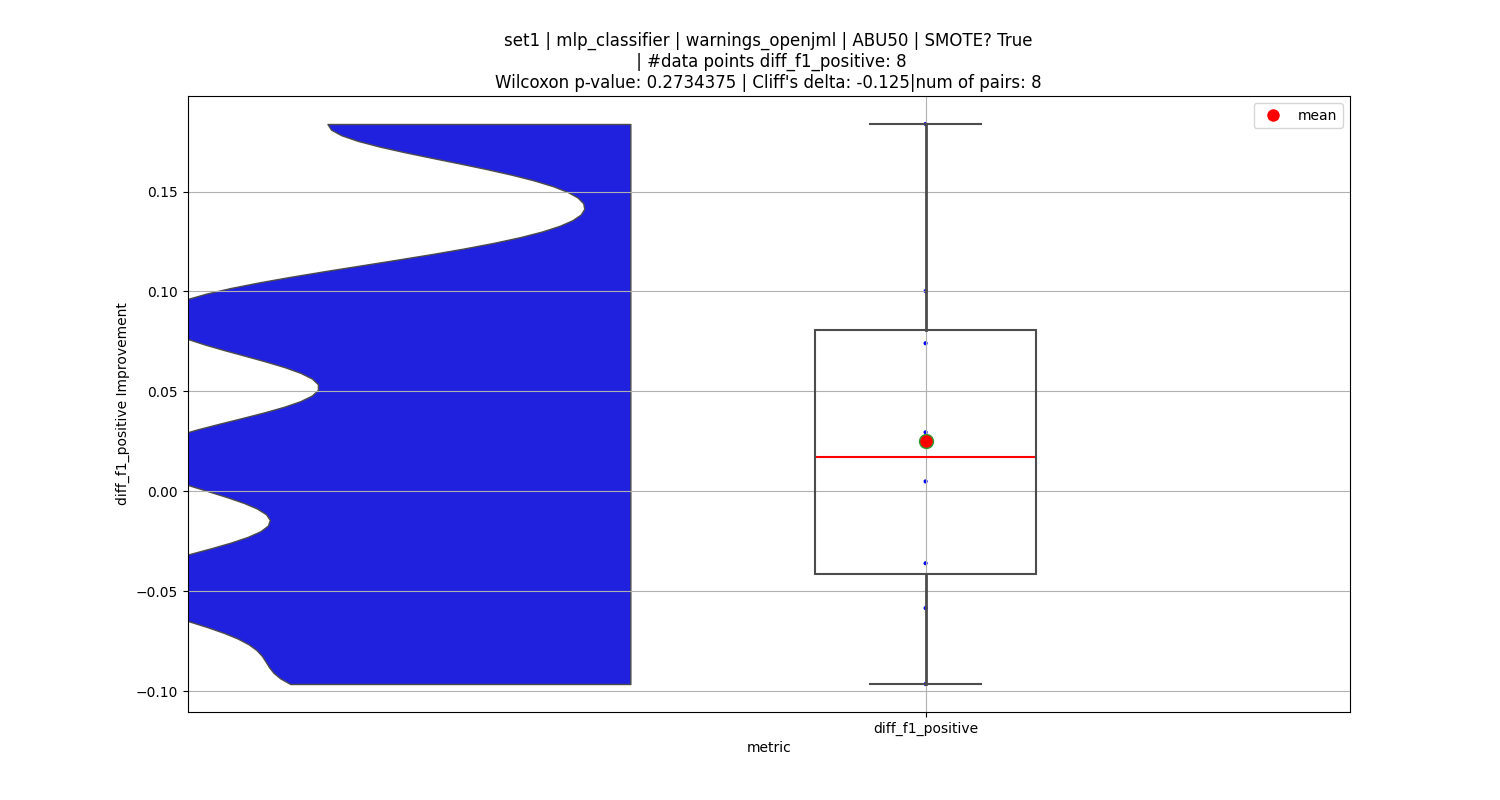 set1 | mlp_classifier | warnings_openjml | ABU50 | SMOTE? True
| #data points diff_f1_positive: 8
Wilcoxon p-value: 0.2734375 | Cliff's delta: -0.125|num of pairs: 8
mean
0.15
0.10
0.05
0.00
−0.05
−0.10
diff_f1_positive Improvement
diff_f1_positive
metric